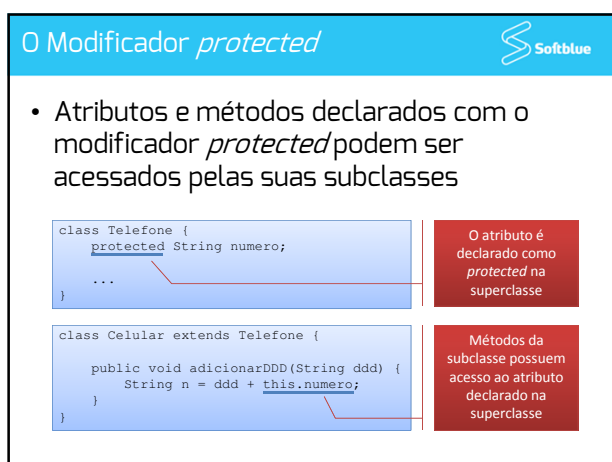 O Modificador protected
Softblue
• Atributos e métodos declarados com o
modificador protected podem ser
acessados pelas suas subclasses
class Telefone {
protected String numero;
...
}
O atributo é
declarado como
protected na
superclasse
class Celular extends Telefone {
public void adicionarDDD(String ddd) {
String n = ddd + this.numero;
}
}
Métodos da
subclasse possuem
acesso ao atributo
declarado na
superclasse